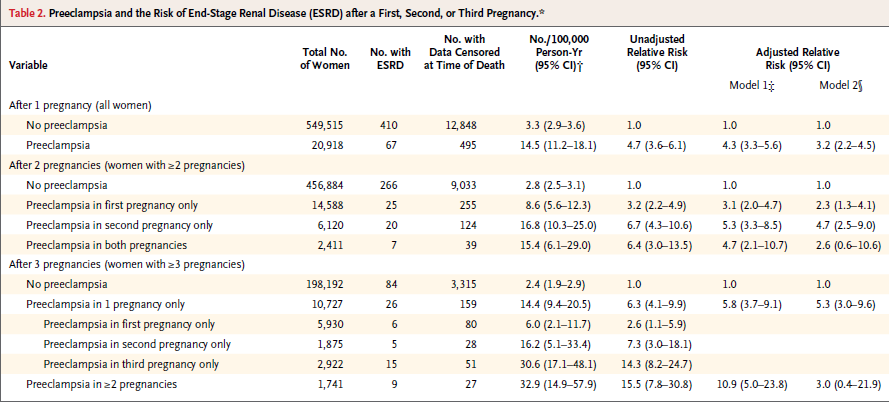 Table 2. Preeclampsia and the Risk of End-Stage Renal Disease (ESRD) after a First, Second, or Third Pregnancy.*
Variable Total No. of Women No. with ESRD No. with Data Censored at Time of Death No./100,000 Person-Yr (95% CI)† Unadjusted Relative Risk (95% CI) Adjusted Relative Risk (95% CI)
Model 1‡ Model 2§
After 1 pregnancy (all women)
No preeclampsia 549,515 410 12,848 3.3 (2.9–3.6) 1.0 1.0 1.0
Preeclampsia 20,918 67 495 14.5 (11.2–18.1) 4.7 (3.6–6.1) 4.3 (3.3–5.6) 3.2 (2.2–4.5)
After 2 pregnancies (women with ≥2 pregnancies)
No preeclampsia 456,884 266 9,033 2.8 (2.5–3.1) 1.0 1.0 1.0
Preeclampsia in first pregnancy only 14,588 25 255 8.6 (5.6–12.3) 3.2 (2.2–4.9) 3.1 (2.0–4.7) 2.3 (1.3–4.1)
Preeclampsia in second pregnancy only 6,120 20 124 16.8 (10.3–25.0) 6.7 (4.3–10.6) 5.3 (3.3–8.5) 4.7 (2.5–9.0)
Preeclampsia in both pregnancies 2,411 7 39 15.4 (6.1–29.0) 6.4 (3.0–13.5) 4.7 (2.1–10.7) 2.6 (0.6–10.6)
After 3 pregnancies (women with ≥3 pregnancies)
No preeclampsia 198,192 84 3,315 2.4 (1.9–2.9) 1.0 1.0 1.0
Preeclampsia in 1 pregnancy only 10,727 26 159 14.4 (9.4–20.5) 6.3 (4.1–9.9) 5.8 (3.7–9.1) 5.3 (3.0–9.6)
Preeclampsia in first pregnancy only 5,930 6 80 6.0 (2.1–11.7) 2.6 (1.1–5.9)
Preeclampsia in second pregnancy only 1,875 5 28 16.2 (5.1–33.4) 7.3 (3.0–18.1)
Preeclampsia in third pregnancy only 2,922 15 51 30.6 (17.1–48.1) 14.3 (8.2–24.7)
Preeclampsia in ≥2 pregnancies 1,741 9 27 32.9 (14.9–57.9) 15.5 (7.8–30.8) 10.9 (5.0–23.8) 3.0 (0.4–21.9)